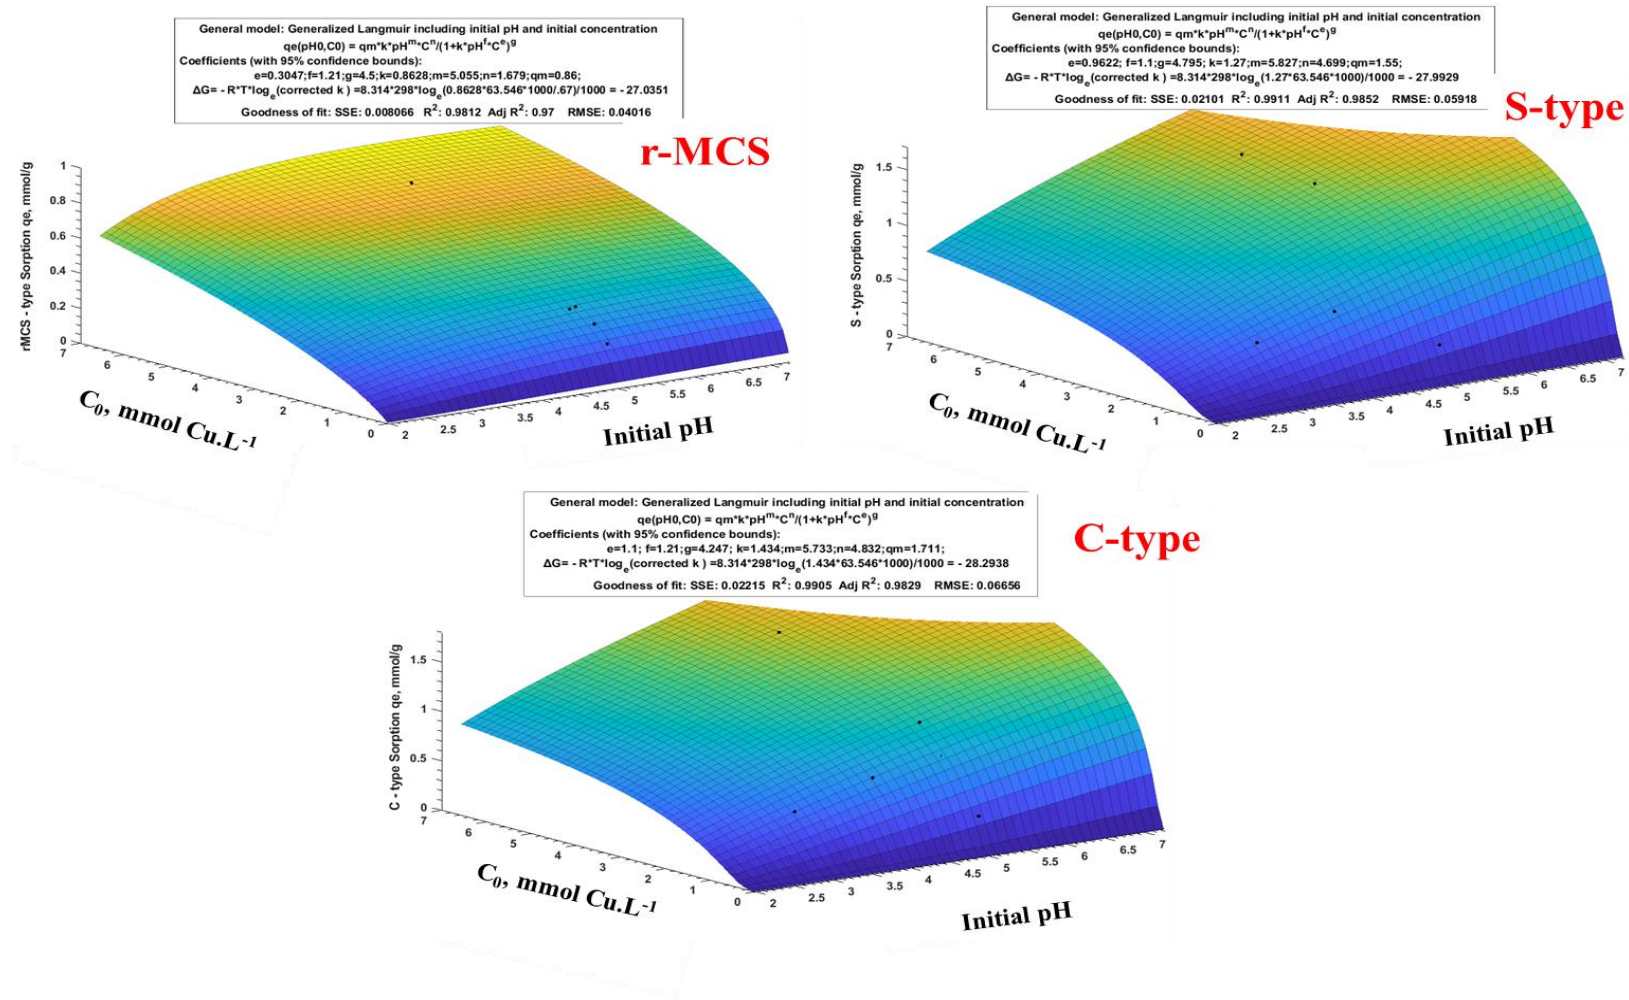 General model: Generalized Langmuir including initial pH and initial concentration
qe(pH0,C0) = qm*k*pH^m*C^n/(1+k*pH^f*C^e)^g
Coefficients (with 95% confidence bounds):
e=0.3047;f=1.21;g=4.5;k=0.8628;m=5.055;n=1.679;qm=0.86;
ΔG= - R*T*log_e(corrected k ) =8.314*298*log_e(0.8628*63.546*1000/.67)/1000 = - 27.0351
Goodness of fit: SSE: 0.008066 R^2: 0.9812 Adj R^2: 0.97 RMSE: 0.04016
r-MCS
rMCS - type Sorption qe, mmol/g
1
0.8
0.6
0.4
0.2
0
7
6
5
4
3
2
1
0
C0, mmol Cu.L-1
2
2.5
3
3.5
4
4.5
5
5.5
6
6.5
7
Initial pH
General model: Generalized Langmuir including initial pH and initial concentration
qe(pH0,C0) = qm*k*pH^m*C^n/(1+k*pH^f*C^e)^g
Coefficients (with 95% confidence bounds):
e=0.9622; f=1.1;g=4.795; k=1.27;m=5.827;n=4.699;qm=1.55;
ΔG= - R*T*log_e(corrected k ) =8.314*298*log_e(1.27*63.546*1000)/1000 = - 27.9929
Goodness of fit: SSE: 0.02101 R^2: 0.9911 Adj R^2: 0.9852 RMSE: 0.05918
S-type
S - type Sorption qe, mmol/g
1.5
1
0.5
0
7
6
5
4
3
2
1
0
C0, mmol Cu.L-1
2
2.5
3
3.5
4
4.5
5
5.5
6
6.5
7
Initial pH
General model: Generalized Langmuir including initial pH and initial concentration
qe(pH0,C0) = qm*k*pH^m*C^n/(1+k*pH^f*C^e)^g
Coefficients (with 95% confidence bounds):
e=1.1; f=1.21;g=4.247; k=1.434;m=5.733;n=4.832;qm=1.711;
ΔG= - R*T*log_e(corrected k ) =8.314*298*log_e(1.434*63.546*1000)/1000 = - 28.2938
Goodness of fit: SSE: 0.02215 R^2: 0.9905 Adj R^2: 0.9829 RMSE: 0.06656
C-type
C - type Sorption qe, mmol/g
1.5
1
0.5
0
7
6
5
4
3
2
1
0
C0, mmol Cu.L-1
2
2.5
3
3.5
4
4.5
5
5.5
6
6.5
7
Initial pH